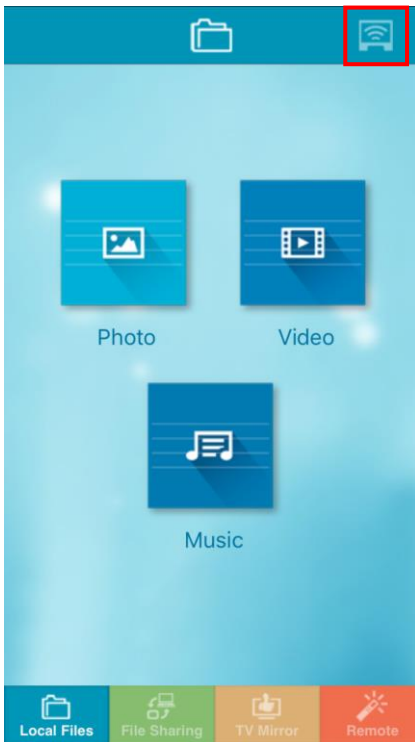 Photo
Video
Music
Local Files
File Sharing
TV Mirror
Remote